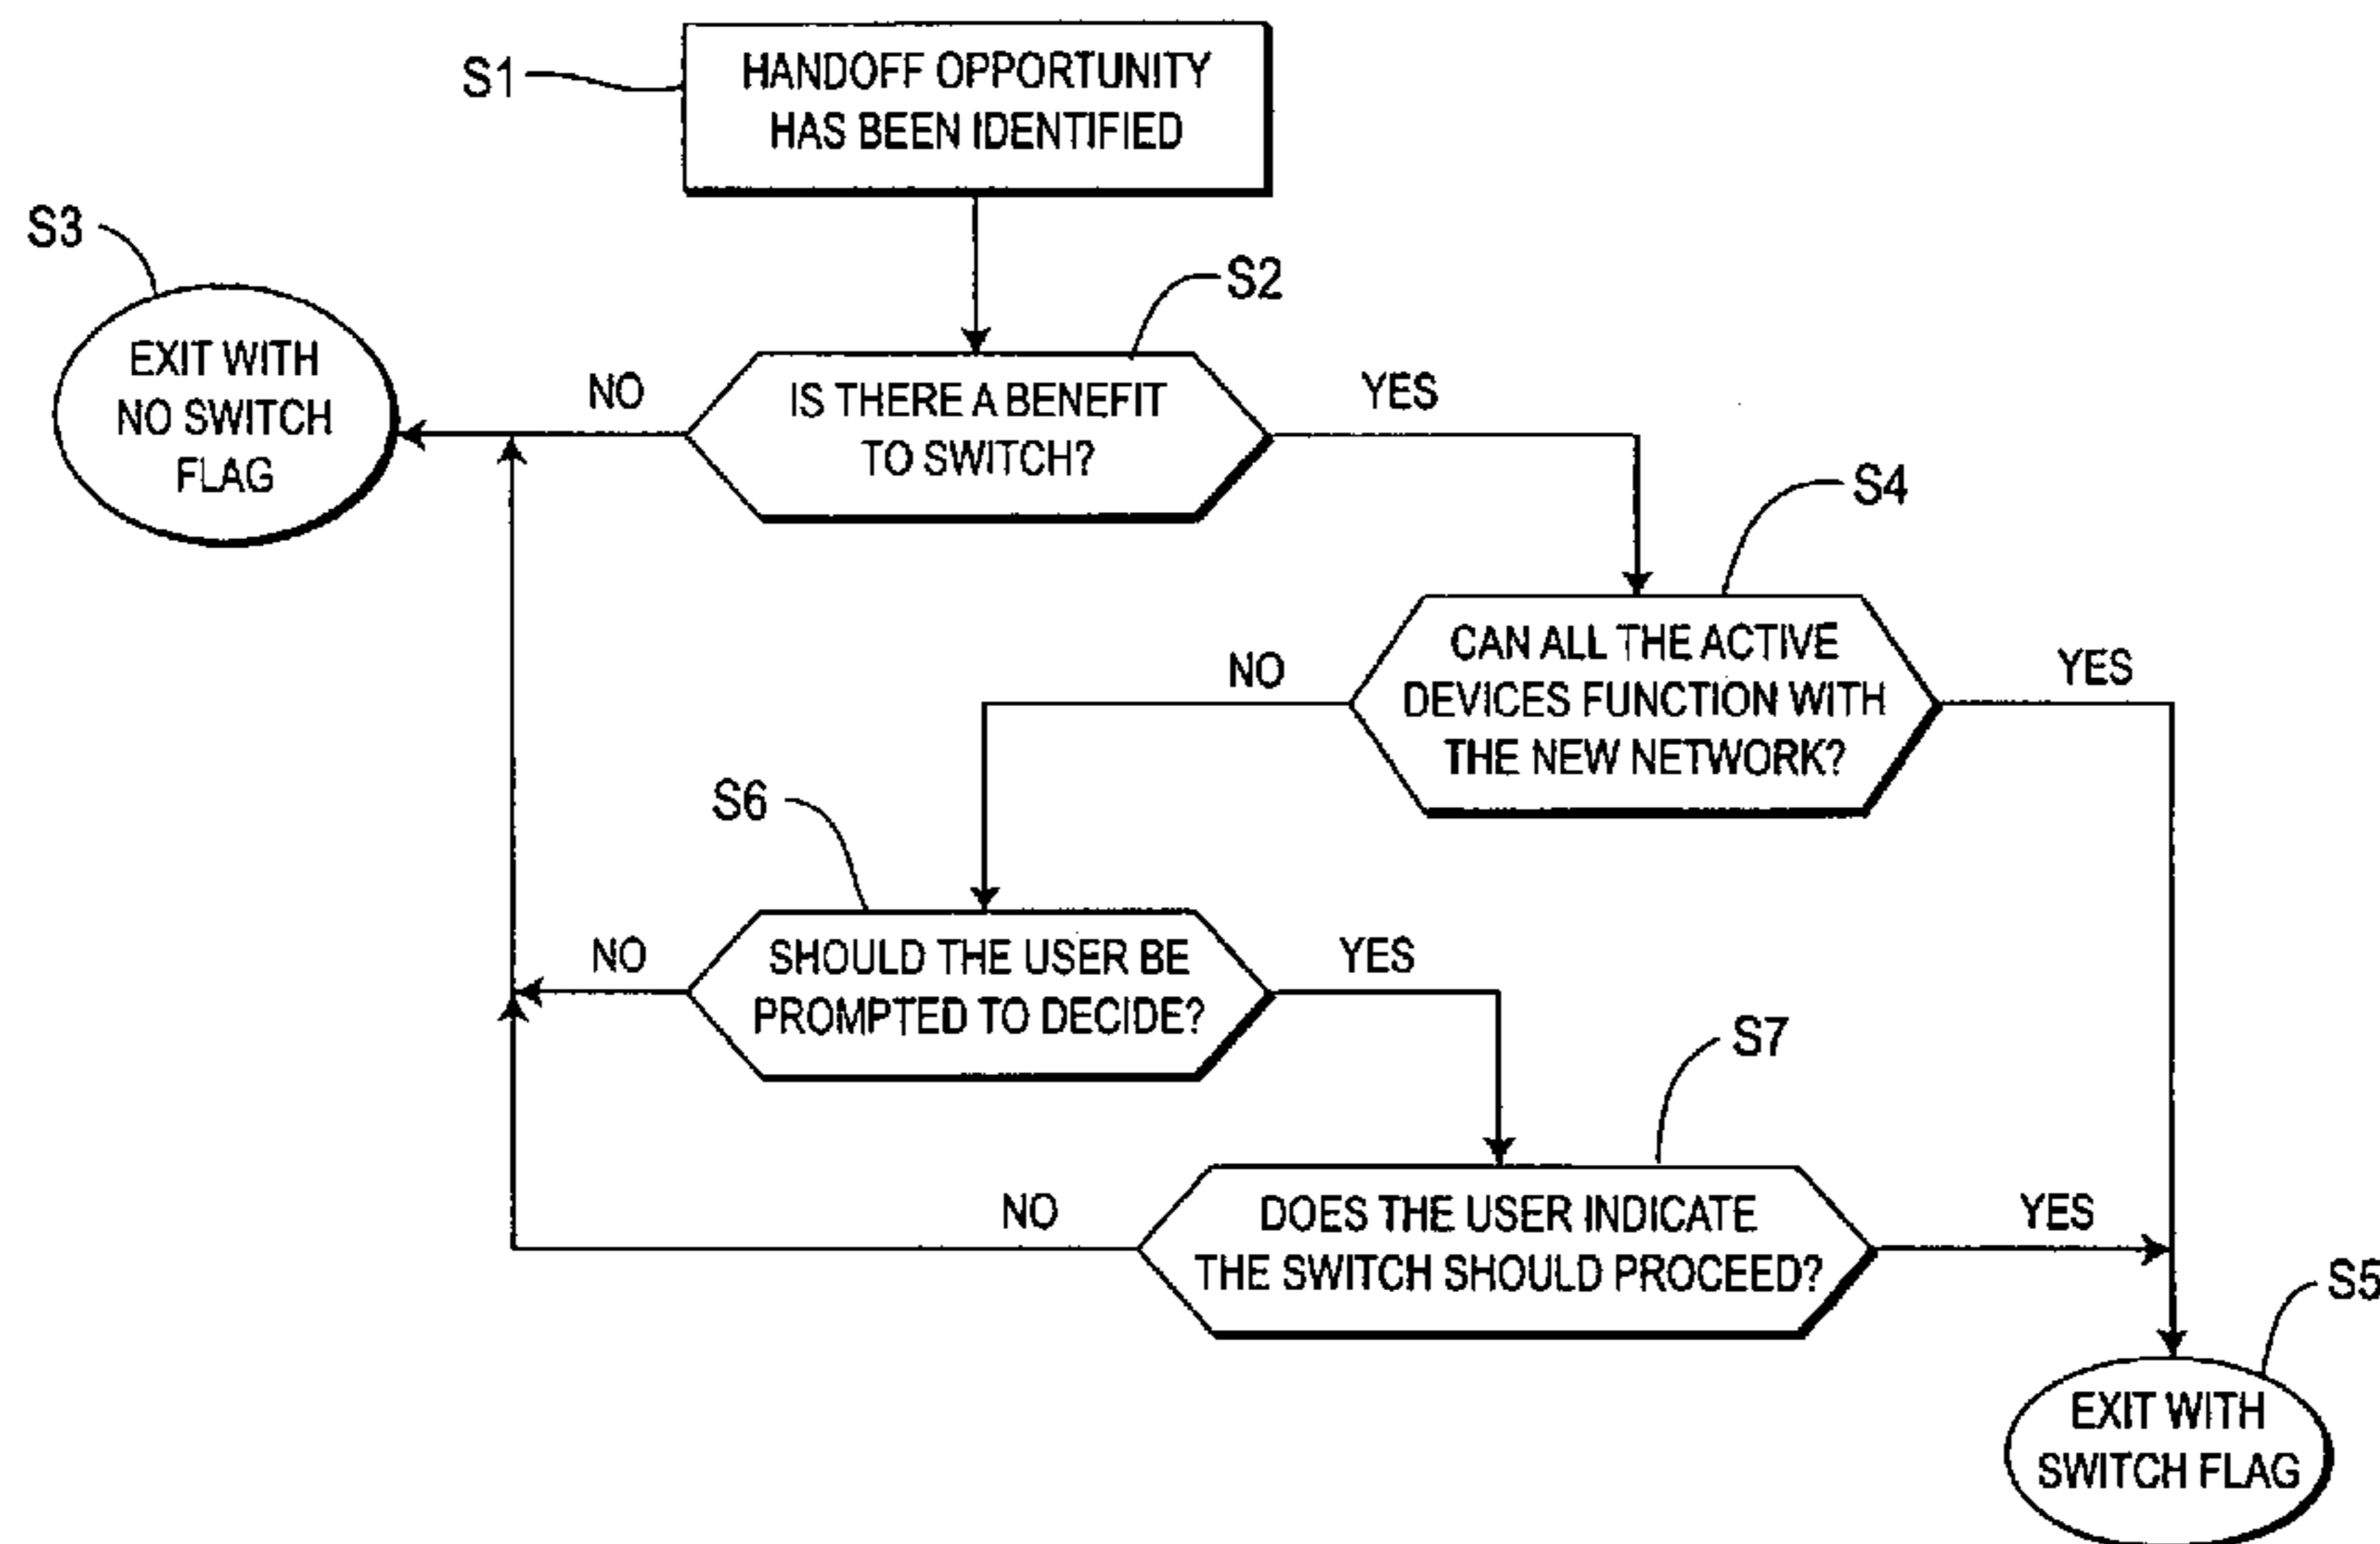 S1
HANDOFF OPPORTUNITY
HAS BEEN IDENTIFIED
S3
S2
EXIT WITH
NO SWITCH
FLAG
NO
IS THERE A BENEFIT
TO SWITCH?
YES
S4
NO
CAN ALL THE ACTIVE
DEVICES FUNCTION WITH
THE NEW NETWORK?
YES
S6
NO
SHOULD THE USER BE
PROMPTED TO DECIDE?
YES
S7
NO
DOES THE USER INDICATE
THE SWITCH SHOULD PROCEED?
YES
S5
EXIT WITH
SWITCH FLAG